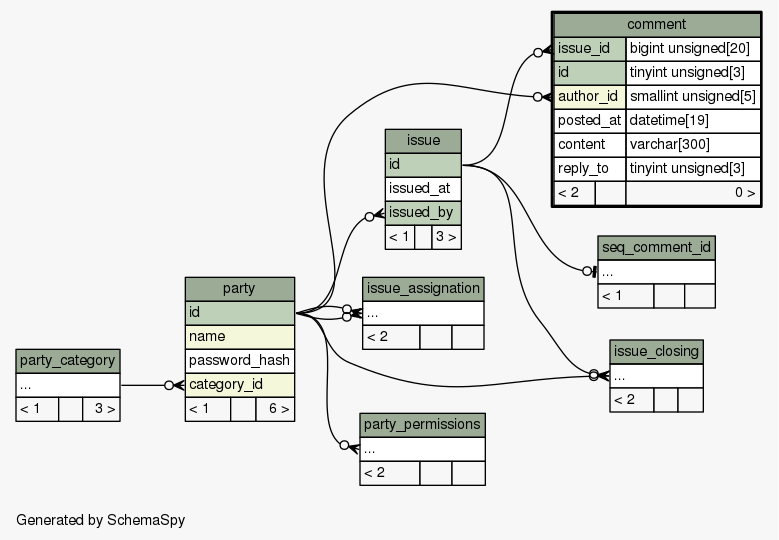 comment
issue_id bigint unsigned[20]
id tinyint unsigned[3]
author_id smallint unsigned[5]
posted_at datetime[19]
content varchar[300]
reply_to tinyint unsigned[3]
< 2 0 >
issue
id
issued_at
issued_by
< 1 3 >
seq_comment_id
...
< 1
party
id
name
password_hash
category_id
< 1 6 >
issue_assignation
...
< 2
issue_closing
...
< 2
party_category
...
< 1 3 >
party_permissions
...
< 2
Generated by SchemaSpy